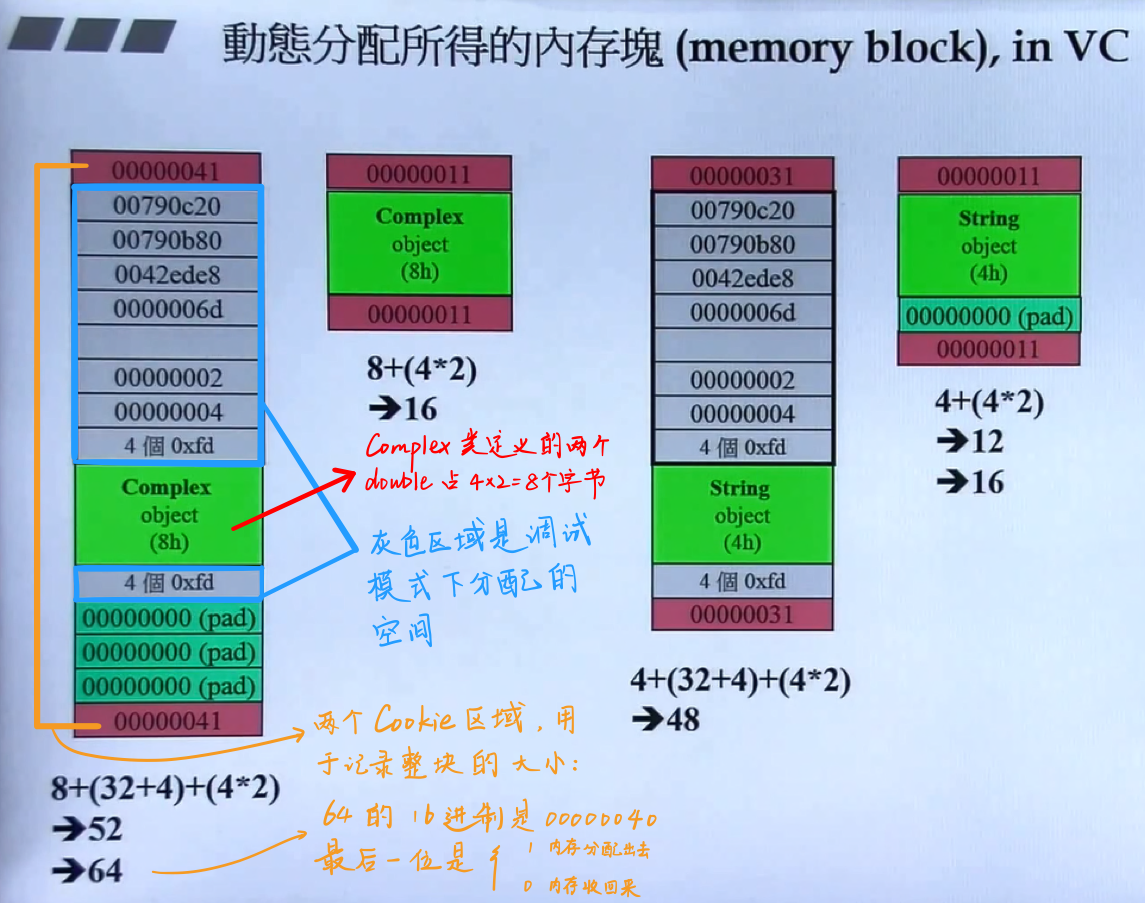 動態分配所得的內存塊 (memory block), in VC
00000041
00790c20
00790b80
0042ede8
0000006d
00000002
00000004
4 個 0xfd
Complex
object
(8h)
4 個 0xfd
00000000 (pad)
00000000 (pad)
00000000 (pad)
00000041
8+(32+4)+(4*2)
➔52
➔64
00000011
Complex
object
(8h)
00000011
8+(4*2)
➔16
Complex 类定义的两个
double 占 4×2=8个字节
灰色区域是调试
模式下分配的
空间
两个 Cookie 区域，用
于记录整块的大小：
64 的 16 进制是 00000040
最后一位是 {
1 内存分配出去
0 内存收回来
00000031
00790c20
00790b80
0042ede8
0000006d
00000002
00000004
4 個 0xfd
String
object
(4h)
4 個 0xfd
00000031
4+(32+4)+(4*2)
➔48
00000011
String
object
(4h)
00000000 (pad)
00000011
4+(4*2)
➔12
➔16